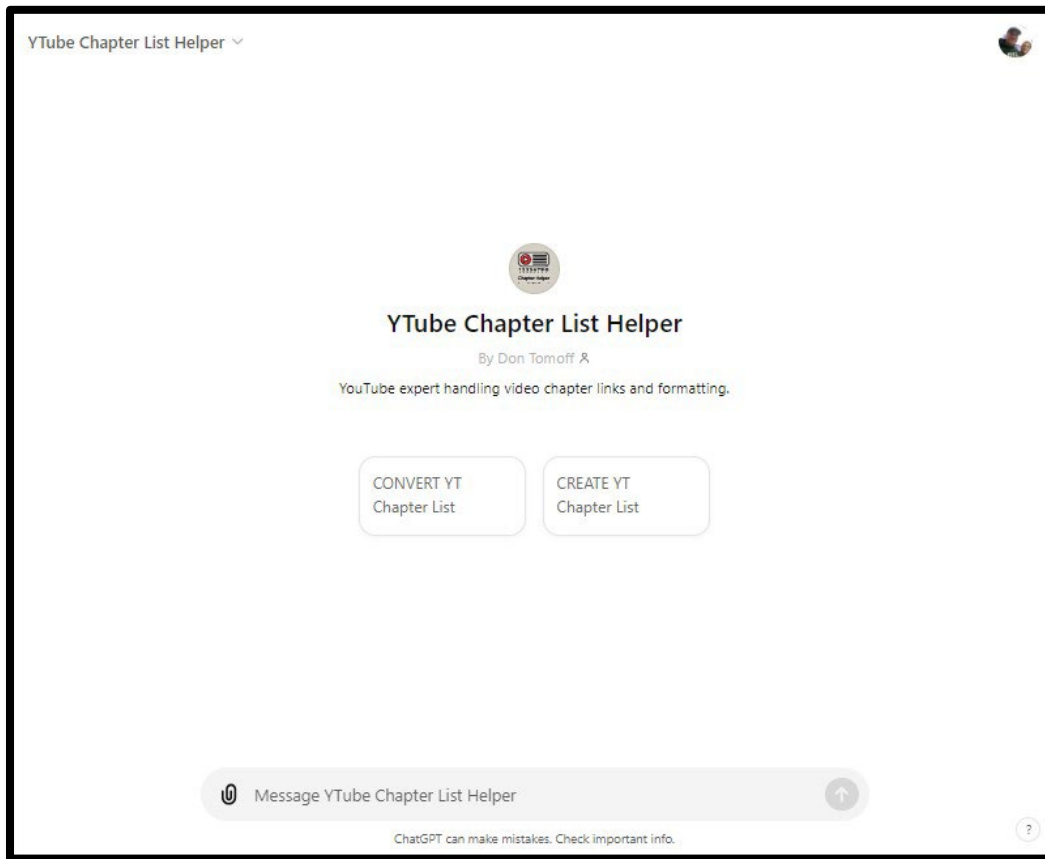 YTube Chapter List Helper
Chapter Helper
YTube Chapter List Helper
By Don Tomoff
YouTube expert handling video chapter links and formatting.
CONVERT YT
Chapter List
CREATE YT
Chapter List
Message YTube Chapter List Helper
ChatGPT can make mistakes. Check important info.
?